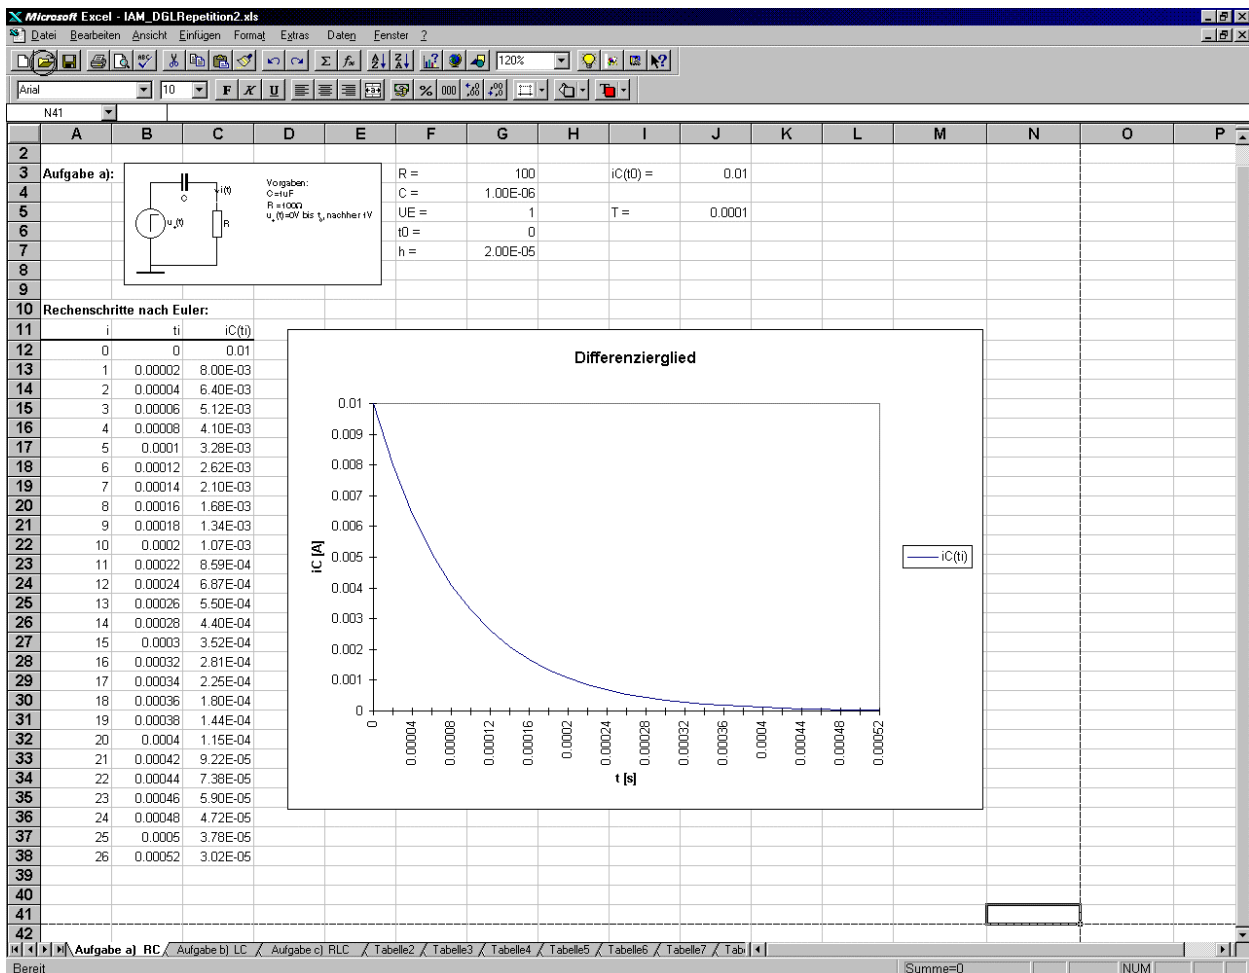 Microsoft Excel - IAM_DGLRepetition2.xls
Datei Bearbeiten Ansicht Einfügen Format Extras Daten Fenster ?
120%
Arial 10 F K U % 000
N41
A B C D E F G H I J K L M N O P
2
3 Aufgabe a): R = 100 iC(t0) = 0.01
4 C = 1.00E-06
5 UE = 1 T = 0.0001
6 t0 = 0
7 h = 2.00E-05
8
9
C
i(t)
R
Vorgaben:
C=1uF
R=100Ω
nachher 1V
10 Rechenschritte nach Euler:
11 i ti iC(ti)
12 0 0 0.01
13 1 0.00002 8.00E-03
14 2 0.00004 6.40E-03
15 3 0.00006 5.12E-03
16 4 0.00008 4.10E-03
17 5 0.0001 3.28E-03
18 6 0.00012 2.62E-03
19 7 0.00014 2.10E-03
20 8 0.00016 1.68E-03
21 9 0.00018 1.34E-03
22 10 0.0002 1.07E-03
23 11 0.00022 8.59E-04
24 12 0.00024 6.87E-04
25 13 0.00026 5.50E-04
26 14 0.00028 4.40E-04
27 15 0.0003 3.52E-04
28 16 0.00032 2.81E-04
29 17 0.00034 2.25E-04
30 18 0.00036 1.80E-04
31 19 0.00038 1.44E-04
32 20 0.0004 1.15E-04
33 21 0.00042 9.22E-05
34 22 0.00044 7.38E-05
35 23 0.00046 5.90E-05
36 24 0.00048 4.72E-05
37 25 0.0005 3.78E-05
38 26 0.00052 3.02E-05
39
40
41
42
Differenzierglied
0.01
0.009
0.008
0.007
0.006
0.005
0.004
0.003
0.002
0.001
0
iC [A]
0 0.00004 0.00008 0.00012 0.00016 0.0002 0.00024 0.00028 0.00032 0.00036 0.0004 0.00044 0.00048 0.00052
t [s]
iC(ti)
Aufgabe a) RC Aufgabe b) LC Aufgabe c) RLC Tabelle2 Tabelle3 Tabelle4 Tabelle5 Tabelle6 Tabelle7 Tab
Bereit Summe=0 NUM